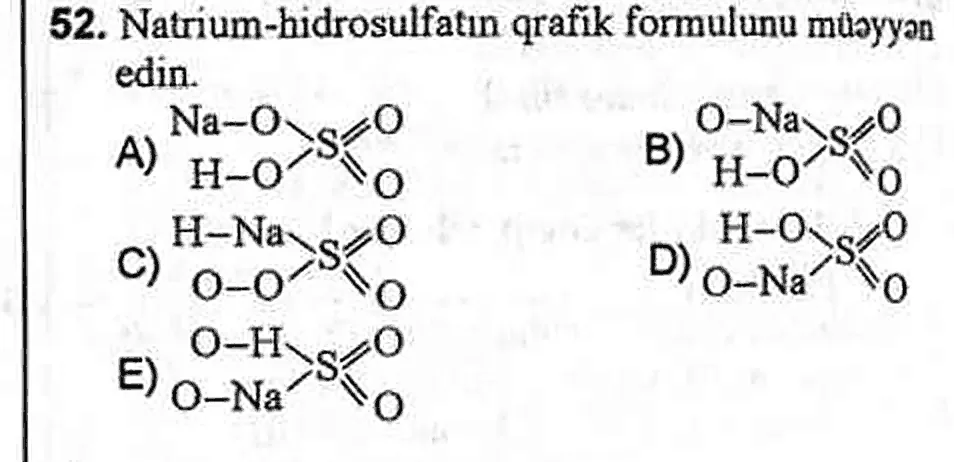 52. Natrium-hidrosulfatın qrafik formulunu müəyyən
edin.
A) Na–O S O
H–O O
B) O–Na S O
H–O O
C) H–Na S O
O–O O
D) H–O S O
O–Na O
E) O–H S O
O–Na O